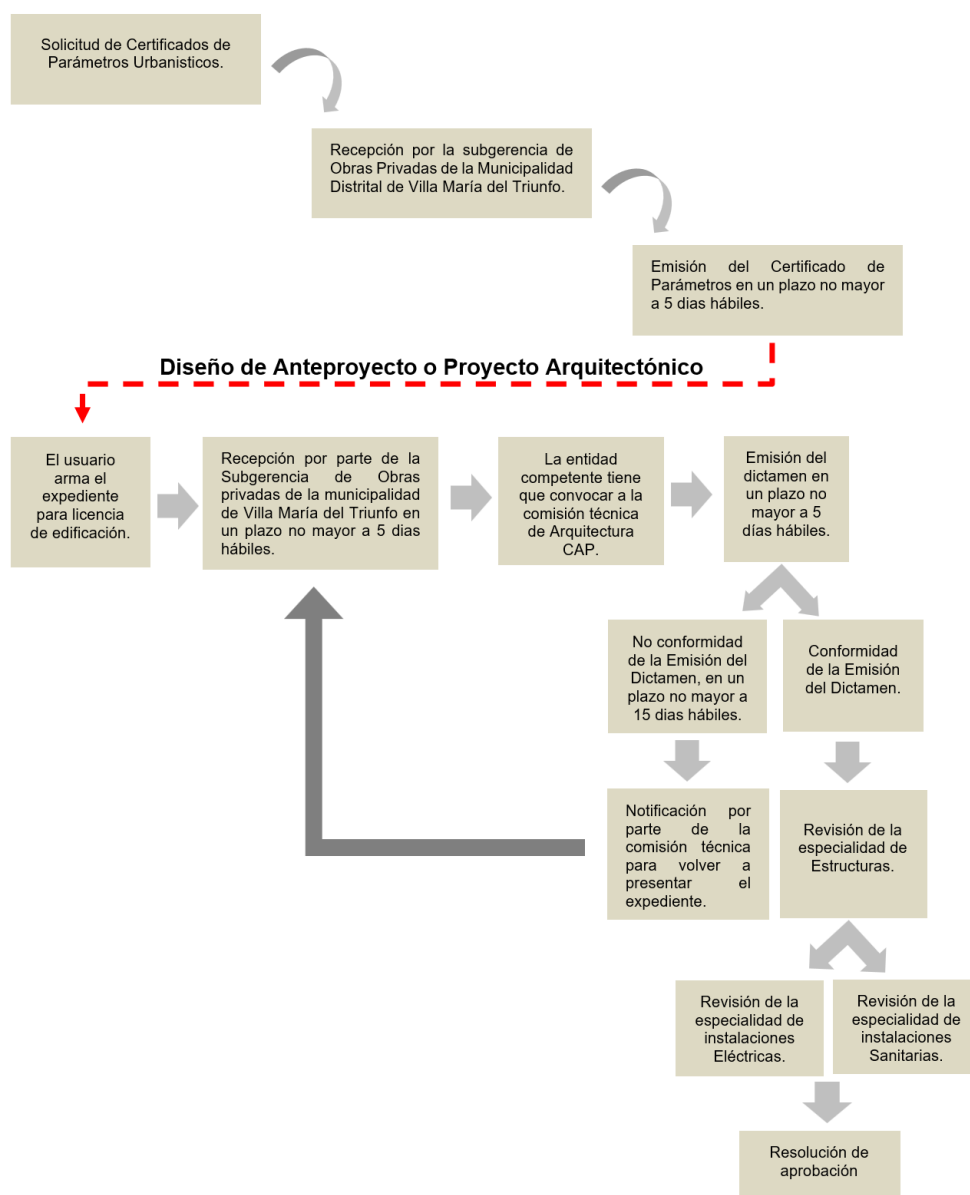 Solicitud de Certificados de
Parámetros Urbanisticos.
Recepción por la subgerencia de
Obras Privadas de la Municipalidad
Distrital de Villa María del Triunfo.
Emisión del Certificado de
Parámetros en un plazo no mayor
a 5 dias hábiles.
Diseño de Anteproyecto o Proyecto Arquitectónico
El usuario
arma el
expediente
para licencia
de edificación.
Recepción por parte de la
Subgerencia de Obras
privadas de la municipalidad
de Villa María del Triunfo en
un plazo no mayor a 5 dias
hábiles.
La entidad
competente tiene
que convocar a la
comisión técnica
de Arquitectura
CAP.
Emisión del
dictamen en
un plazo no
mayor a 5
días hábiles.
No conformidad
de la Emisión del
Dictamen, en un
plazo no mayor a
15 dias hábiles.
Conformidad
de la Emisión
del Dictamen.
Notificación por
parte de la
comisión técnica
para volver a
presentar el
expediente.
Revisión de la
especialidad de
Estructuras.
Revisión de la
especialidad de
instalaciones
Eléctricas.
Revisión de la
especialidad de
instalaciones
Sanitarias.
Resolución de
aprobación